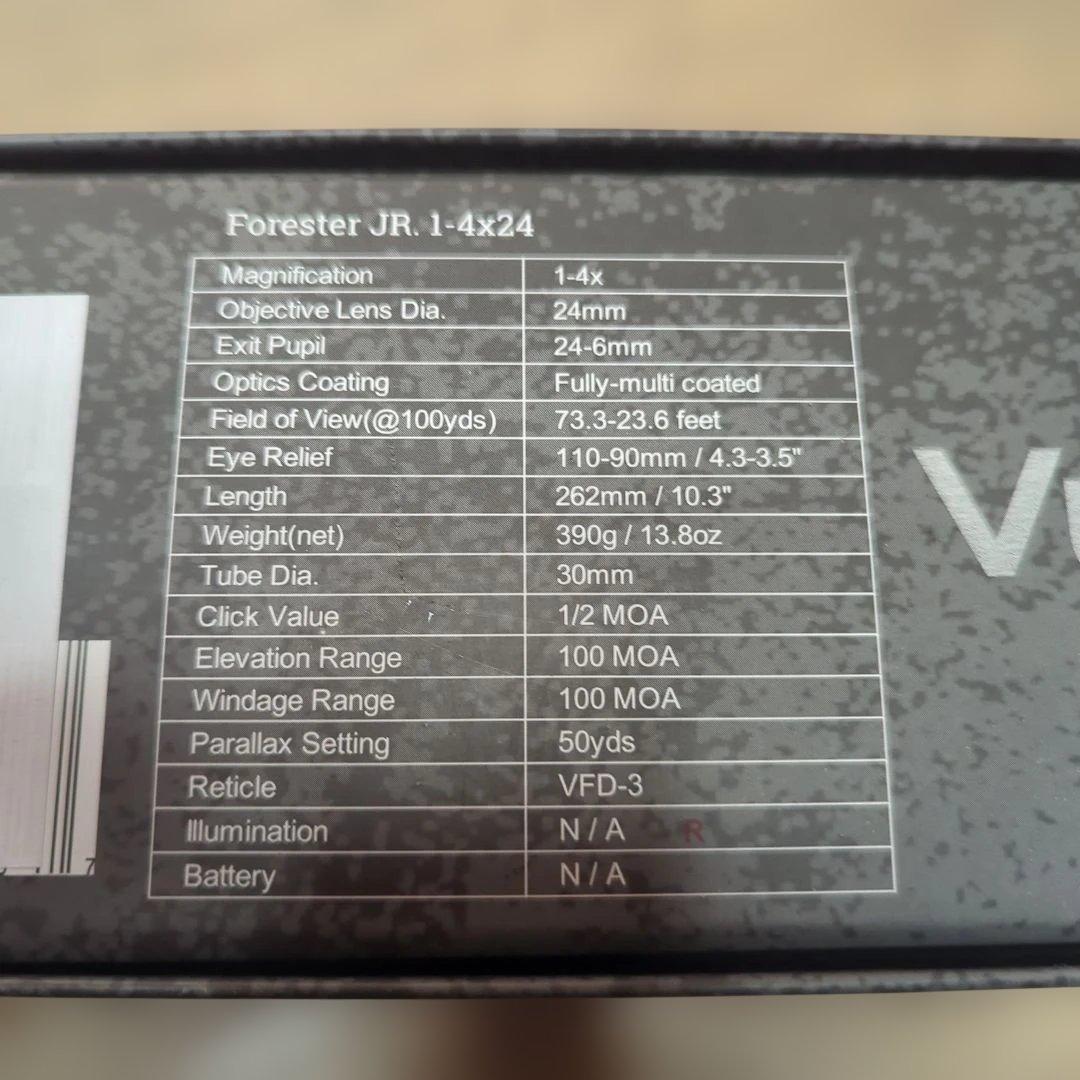 Forester JR. 1-4x24
Magnification 1-4x
Objective Lens Dia. 24mm
Exit Pupil 24-6mm
Optics Coating Fully-multi coated
Field of View(@100yds) 73.3-23.6 feet
Eye Relief 110-90mm / 4.3-3.5"
Length 262mm / 10.3"
Weight(net) 390g / 13.8oz
Tube Dia. 30mm
Click Value 1/2 MOA
Elevation Range 100 MOA
Windage Range 100 MOA
Parallax Setting 50yds
Reticle VFD-3
Illumination N / A R
Battery N / A
7